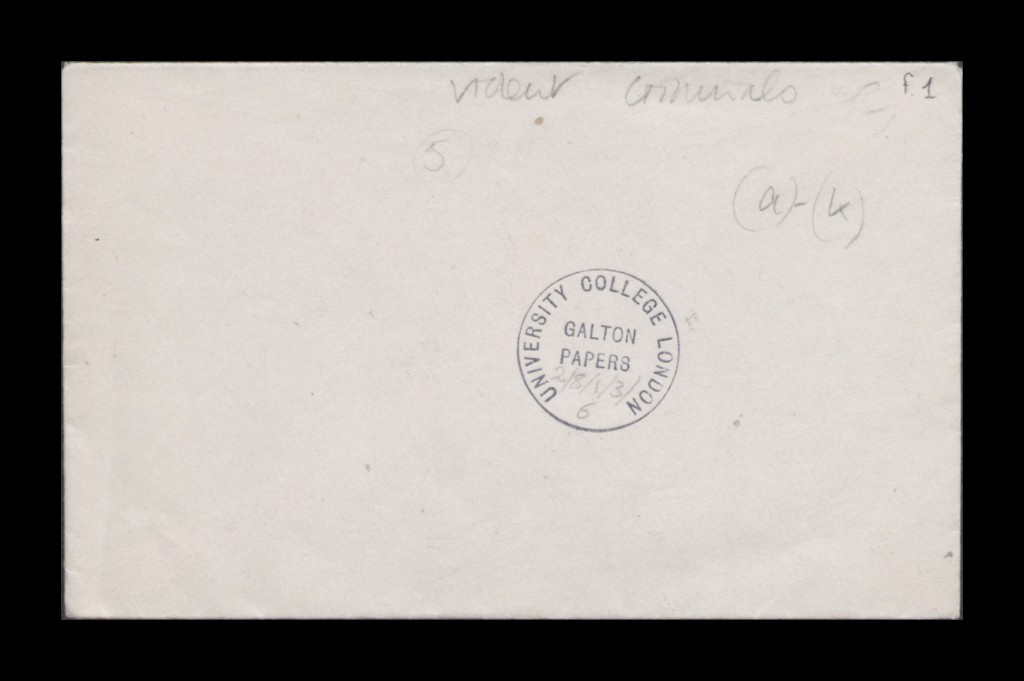 violent criminals
f.1
(5)
(a)-(k)
UNIVERSITY COLLEGE LONDON
GALTON
PAPERS
2/8/1/3/
6